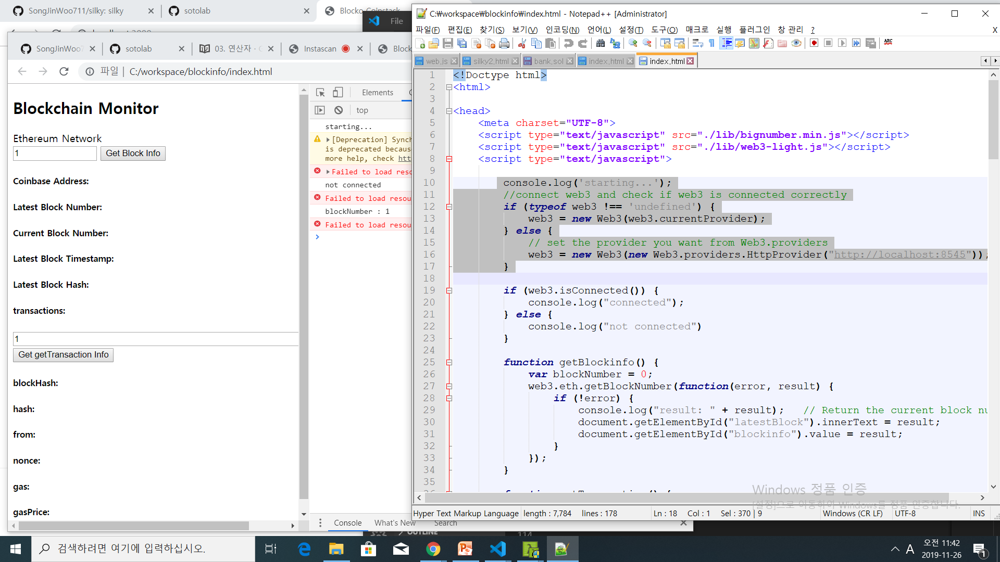 SongJinWoo711/silky: silky
sotolab
Blocko Coinstack
File
SongJinWoo7
sotolab
03. 연산자 ·
Instascan
Block
파일
C:/workspace/blockinfo/index.html
Blockchain Monitor
Ethereum Network
1
Get Block Info
Coinbase Address:
Latest Block Number:
Current Block Number:
Latest Block Timestamp:
Latest Block Hash:
transactions:
1
Get getTransaction Info
blockHash:
hash:
from:
nonce:
gas:
gasPrice:
Elements
top
starting...
[Deprecation] Synch
is deprecated because
more help, check htt
Failed to load reso
not connected
Failed to load resou
blockNumber : 1
Failed to load resou
Console
What's New
Search
OUTLINE
114
C:₩workspace₩blockinfo₩index.html - Notepad++ [Administrator]
파일(F) 편집(E) 찾기(S) 보기(V) 인코딩(N) 언어(L) 설정(T) 도구(O) 매크로 실행 플러그인 창 관리 ?
X
ABC
web.js
silky2.html
bank.sol
index.html
index.html
1 <!Doctype html>
2 <html>
3
4 <head>
5 <meta charset="UTF-8">
6 <script type="text/javascript" src="./lib/bignumber.min.js"></script>
7 <script type="text/javascript" src="./lib/web3-light.js"></script>
8 <script type="text/javascript">
9
10 console.log('starting...');
11 //connect web3 and check if web3 is connected correctly
12 if (typeof web3 !== 'undefined') {
13 web3 = new Web3(web3.currentProvider);
14 } else {
15 // set the provider you want from Web3.providers
16 web3 = new Web3(new Web3.providers.HttpProvider("http://localhost:8545"));
17 }
18
19 if (web3.isConnected()) {
20 console.log("connected");
21 } else {
22 console.log("not connected")
23 }
24
25 function getBlockinfo() {
26 var blockNumber = 0;
27 web3.eth.getBlockNumber(function(error, result) {
28 if (!error) {
29 console.log("result: " + result); // Return the current block nu
30 document.getElementById("latestBlock").innerText = result;
31 document.getElementById("blockinfo").value = result;
32 }
33 });
34 }
35
Windows 정품 인증
[설정]으로 이동하여 Windows를 정품 인증합니다.
Hyper Text Markup Language
length : 7,784 lines : 178
Ln : 18 Col : 1 Sel : 370 | 9
Windows (CR LF)
UTF-8
INS
검색하려면 여기에 입력하십시오.
A
오전 11:42
2019-11-26
1